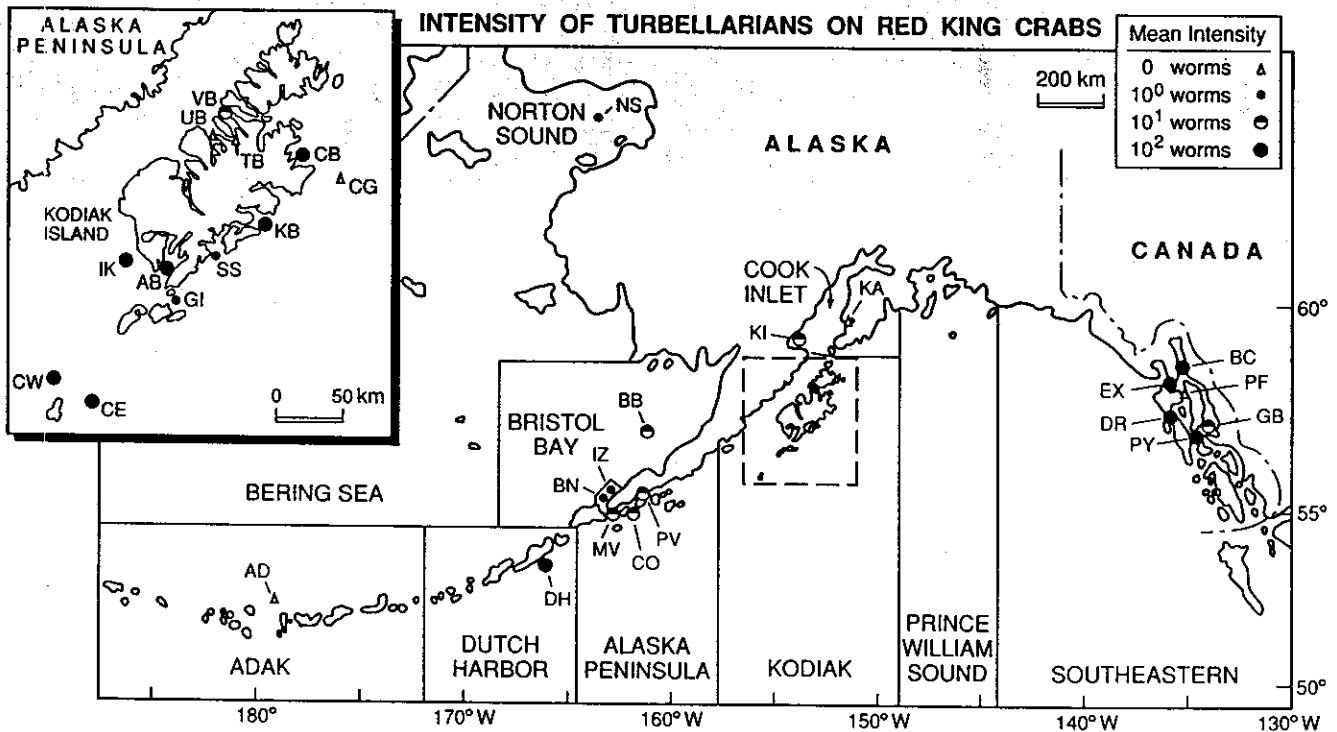 INTENSITY OF TURBELLARIANS ON RED KING CRABS
Mean Intensity
0 worms
10⁰ worms
10¹ worms
10² worms
200 km
ALASKA
PENINSULA
VB
UB
TB
CB
CG
KODIAK
ISLAND
KB
IK
AB
SS
GI
CW
CE
0 50 km
NORTON
SOUND
NS
ALASKA
CANADA
COOK
INLET
KA
KI
BRISTOL
BAY
BB
IZ
BN
MV
CO
PV
BERING SEA
AD
DH
BC
EX
PF
DR
GB
PY
ADAK
DUTCH
HARBOR
ALASKA
PENINSULA
KODIAK
PRINCE
WILLIAM
SOUND
SOUTHEASTERN
60°
55°
50°
180°
170°W
160°W
150°W
140°W
130°W